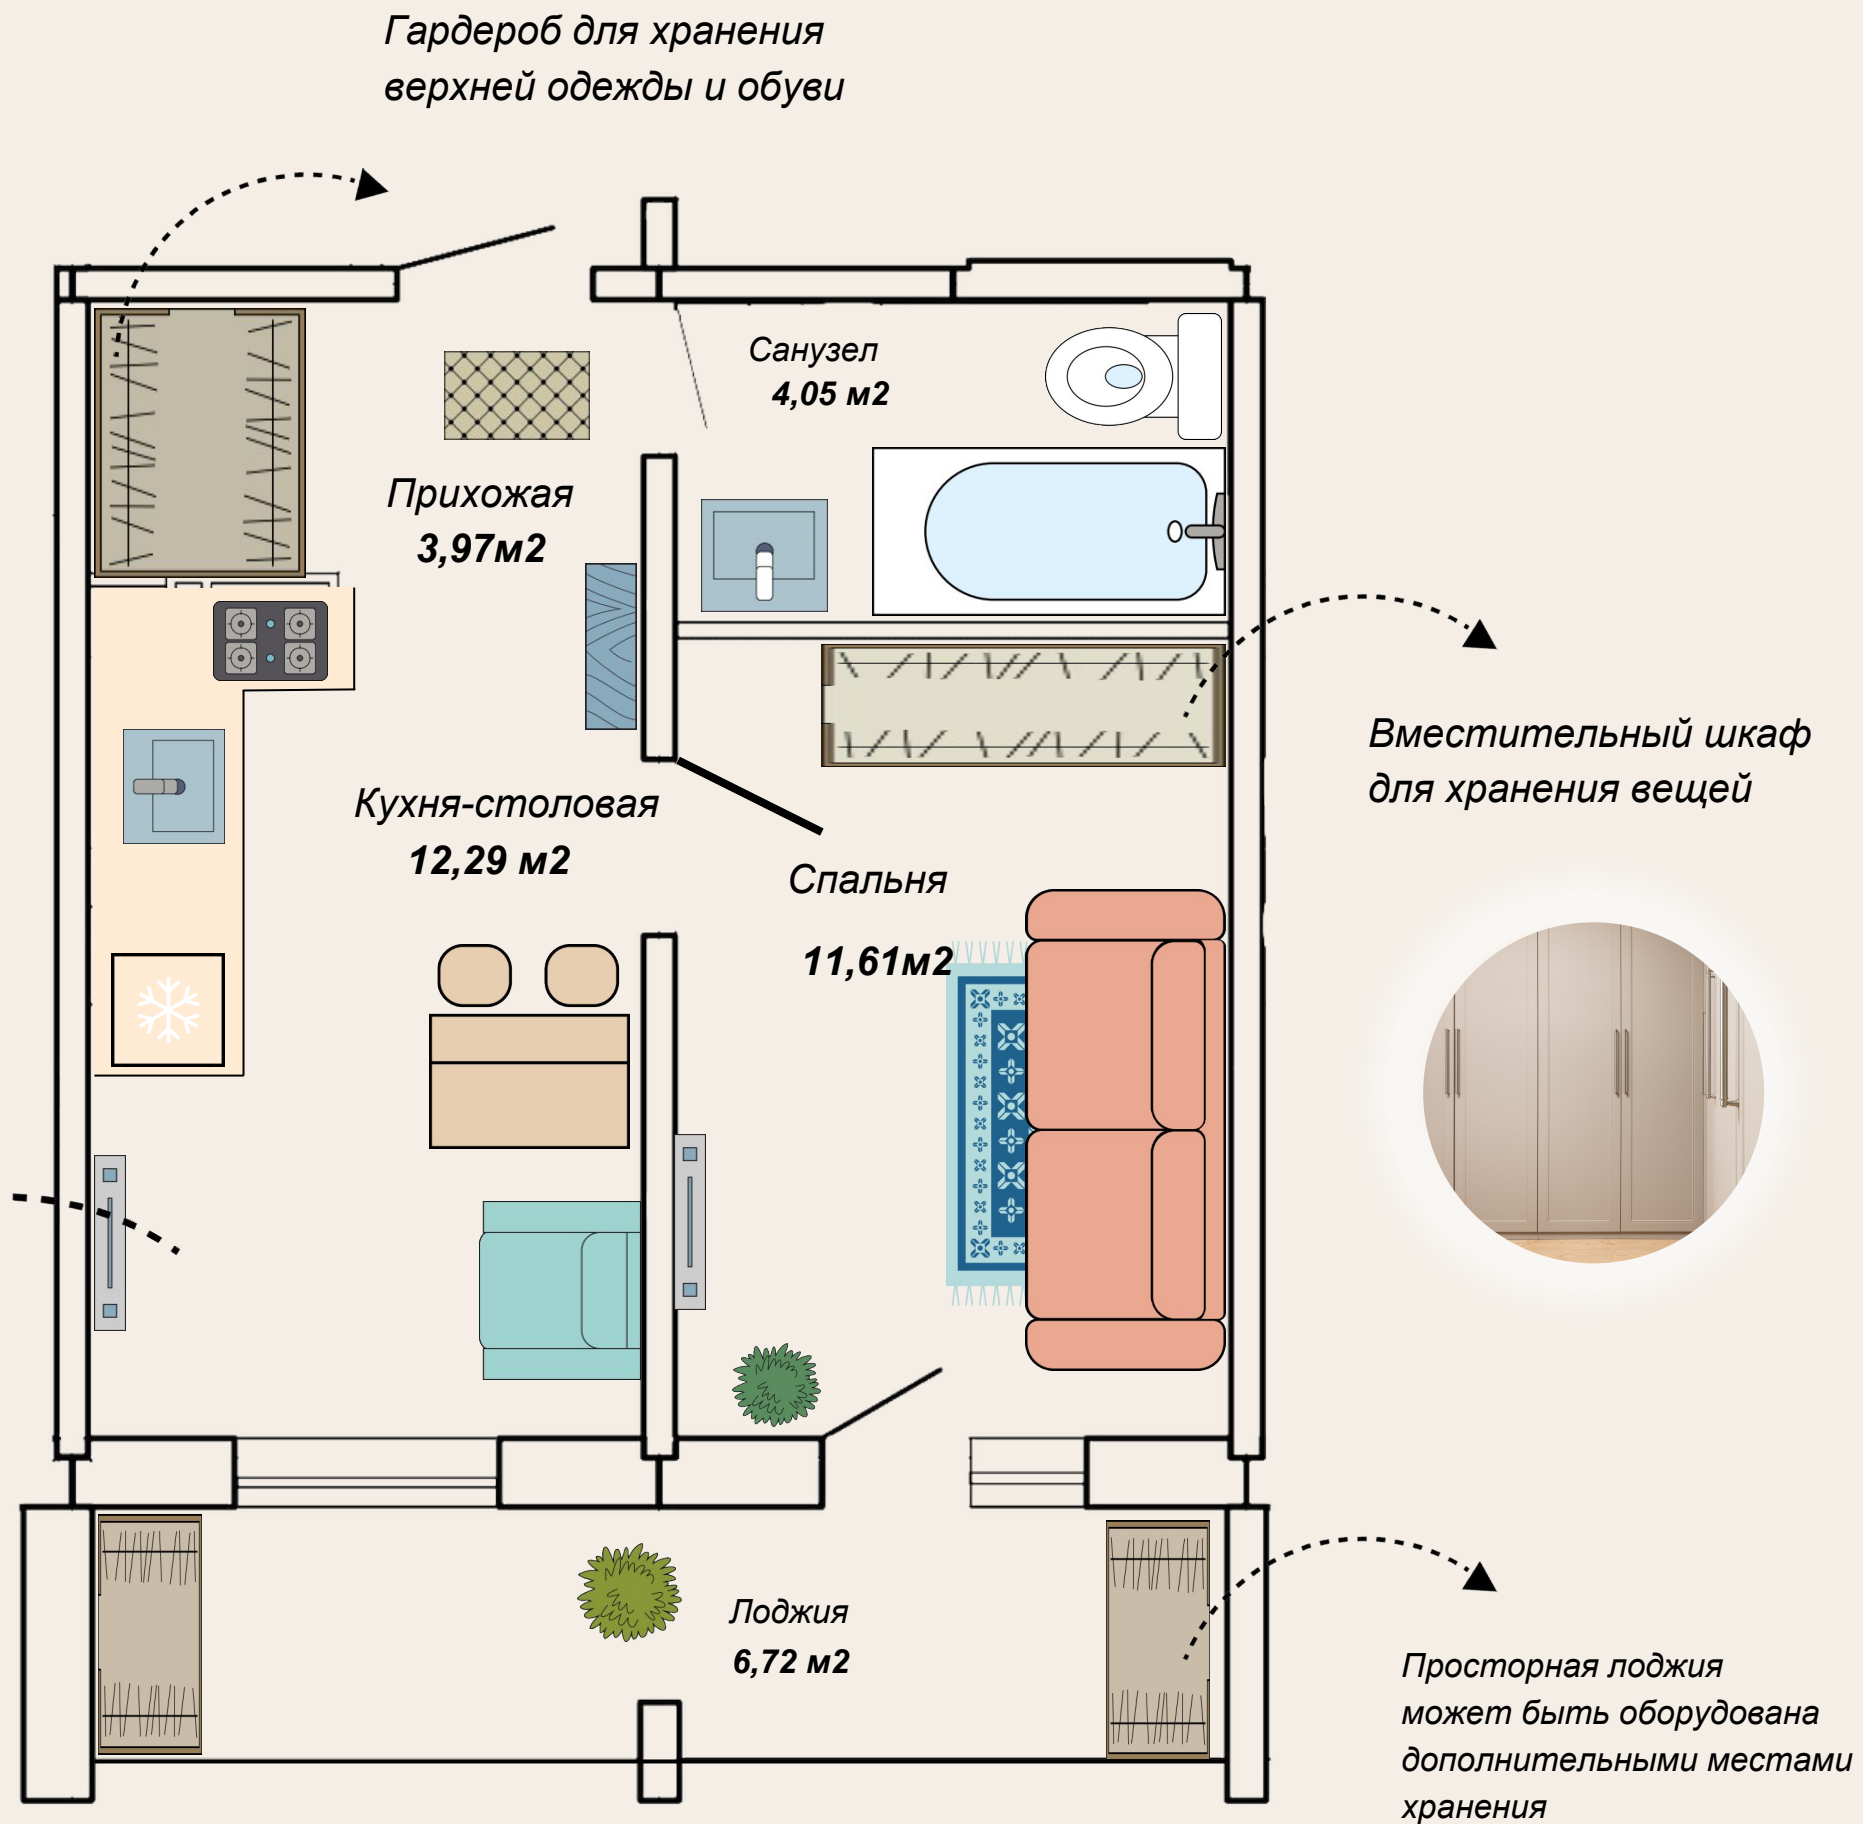 Гардероб для хранения
верхней одежды и обуви
Санузел
4,05 м2
Прихожая
3,97м2
Вместительный шкаф
для хранения вещей
Кухня-столовая
12,29 м2
Спальня
11,61м2
Лоджия
6,72 м2
Просторная лоджия
может быть оборудована
дополнительными местами
хранения